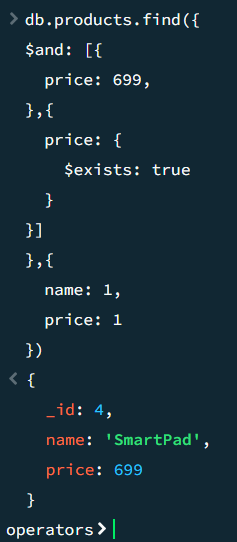 > db.products.find({
$and: [{
price: 699,
},{
price: {
$exists: true
}
}]
},{
name: 1,
price: 1
})
< {
_id: 4,
name: 'SmartPad',
price: 699
}
operators>